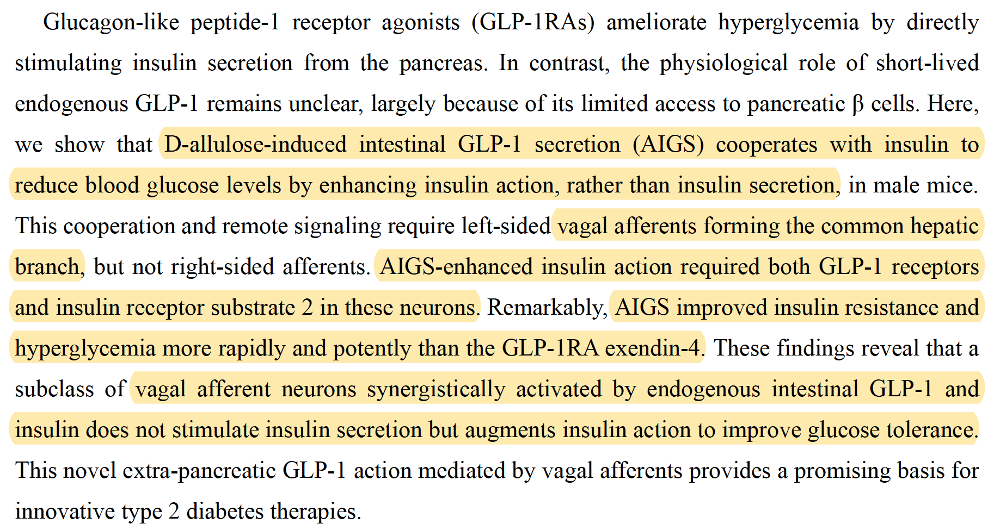 Glucagon-like peptide-1 receptor agonists (GLP-1RAs) ameliorate hyperglycemia by directly
stimulating insulin secretion from the pancreas. In contrast, the physiological role of short-lived
endogenous GLP-1 remains unclear, largely because of its limited access to pancreatic β cells. Here,
we show that D-allulose-induced intestinal GLP-1 secretion (AIGS) cooperates with insulin to
reduce blood glucose levels by enhancing insulin action, rather than insulin secretion, in male mice.
This cooperation and remote signaling require left-sided vagal afferents forming the common hepatic
branch, but not right-sided afferents. AIGS-enhanced insulin action required both GLP-1 receptors
and insulin receptor substrate 2 in these neurons. Remarkably, AIGS improved insulin resistance and
hyperglycemia more rapidly and potently than the GLP-1RA exendin-4. These findings reveal that a
subclass of vagal afferent neurons synergistically activated by endogenous intestinal GLP-1 and
insulin does not stimulate insulin secretion but augments insulin action to improve glucose tolerance.
This novel extra-pancreatic GLP-1 action mediated by vagal afferents provides a promising basis for
innovative type 2 diabetes therapies.